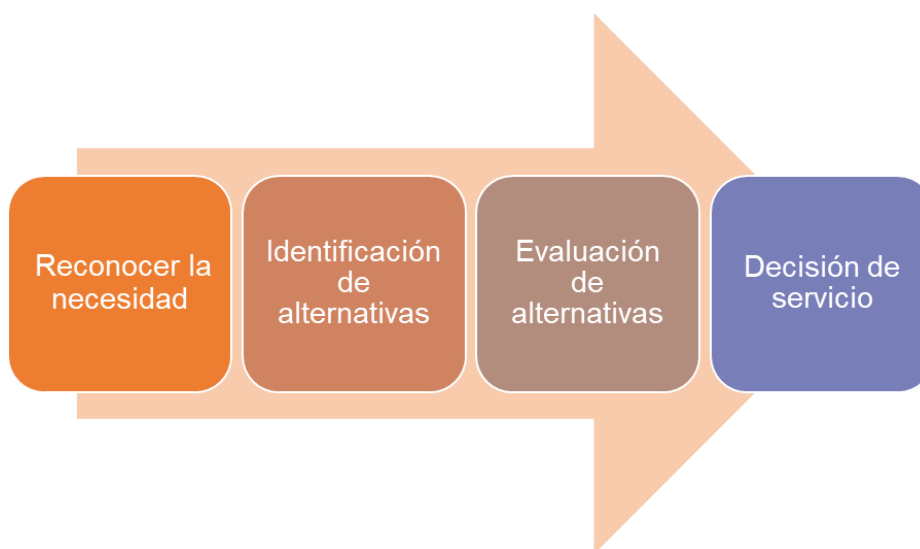 Reconocer la
necesidad
Identificación
de
alternativas
Evaluación
de
alternativas
Decisión de
servicio